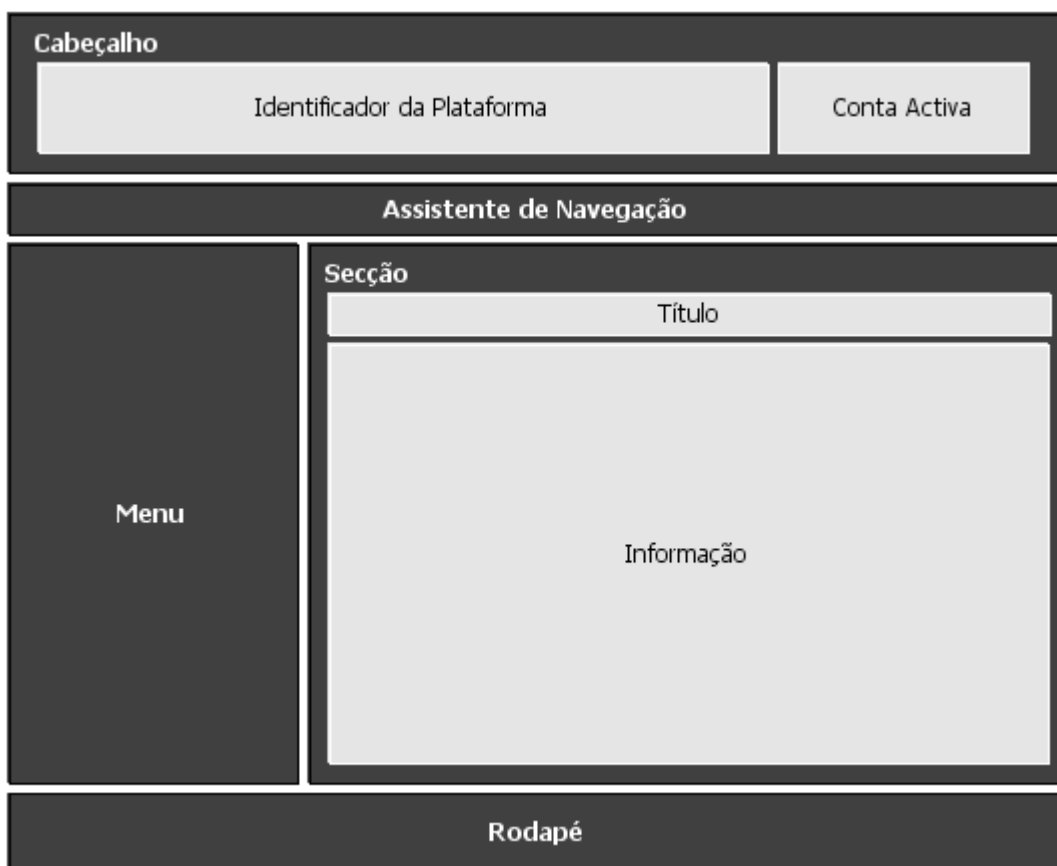 Cabeçalho
Identificador da Plataforma
Conta Activa
Assistente de Navegação
Menu
Secção
Título
Informação
Rodapé